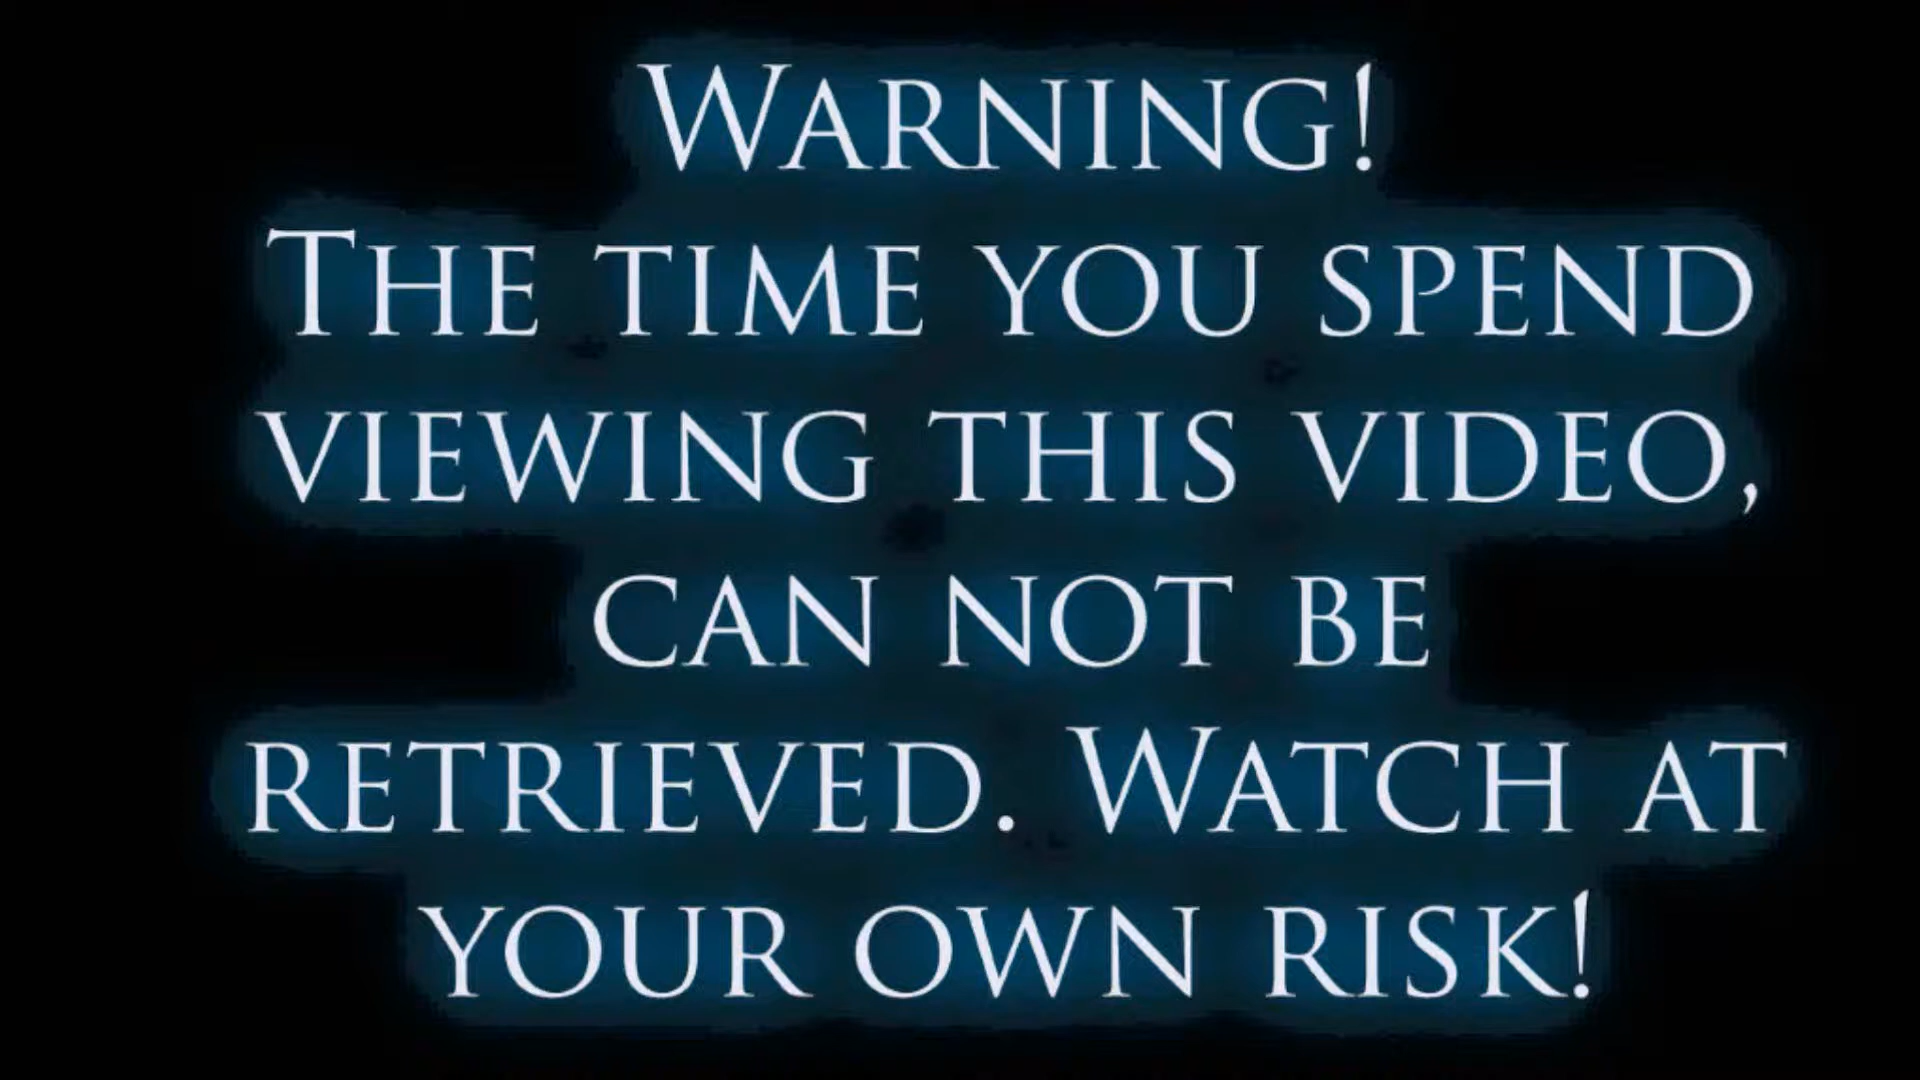 Warning!
The time you spend
viewing this video,
can not be
retrieved. Watch at
your own risk!